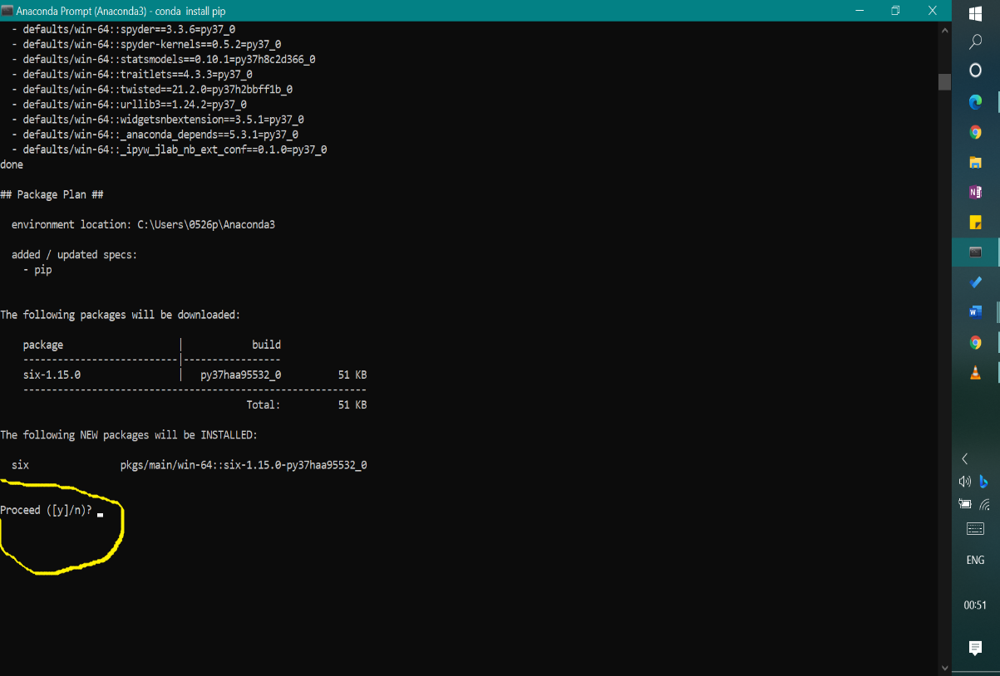 Anaconda Prompt (Anaconda3) - conda  install pip
  - defaults/win-64::spyder==3.3.6=py37_0
  - defaults/win-64::spyder-kernels==0.5.2=py37_0
  - defaults/win-64::statsmodels==0.10.1=py37h8c2d366_0
  - defaults/win-64::traitlets==4.3.3=py37_0
  - defaults/win-64::twisted==21.2.0=py37h2bbff1b_0
  - defaults/win-64::urllib3==1.24.2=py37_0
  - defaults/win-64::widgetsnbextension==3.5.1=py37_0
  - defaults/win-64::_anaconda_depends==5.3.1=py37_0
  - defaults/win-64::_ipyw_jlab_nb_ext_conf==0.1.0=py37_0
done
## Package Plan ##
  environment location: C:\Users\0526p\Anaconda3
  added / updated specs:
    - pip
The following packages will be downloaded:
    package                    |            build
    ---------------------------|-----------------
    six-1.15.0                 |   py37haa95532_0          51 KB
    ------------------------------------------------------------
                                           Total:          51 KB
The following NEW packages will be INSTALLED:
  six                pkgs/main/win-64::six-1.15.0-py37haa95532_0
Proceed ([y]/n)?
ENG
00:51